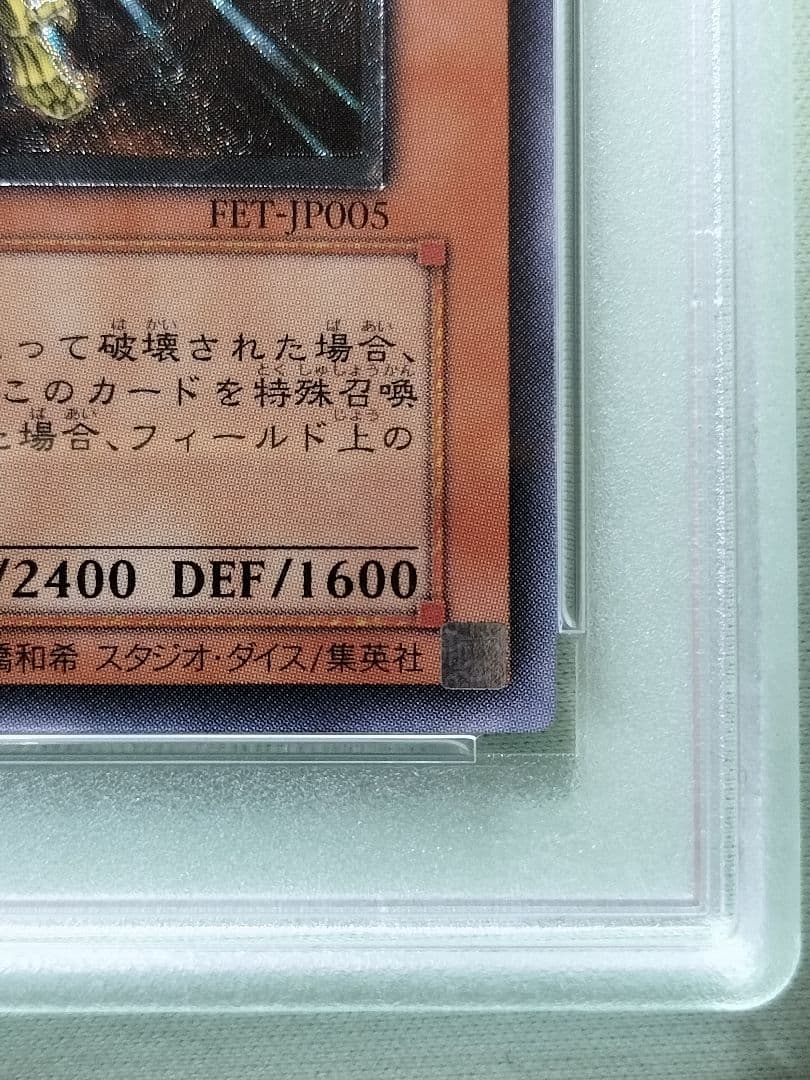 FET-JP005
って破壊された場合、
このカードを特殊召喚
場合、フィールド上の
/2400 DEF/1600
橋和希 スタジオ・ダイス/集英社